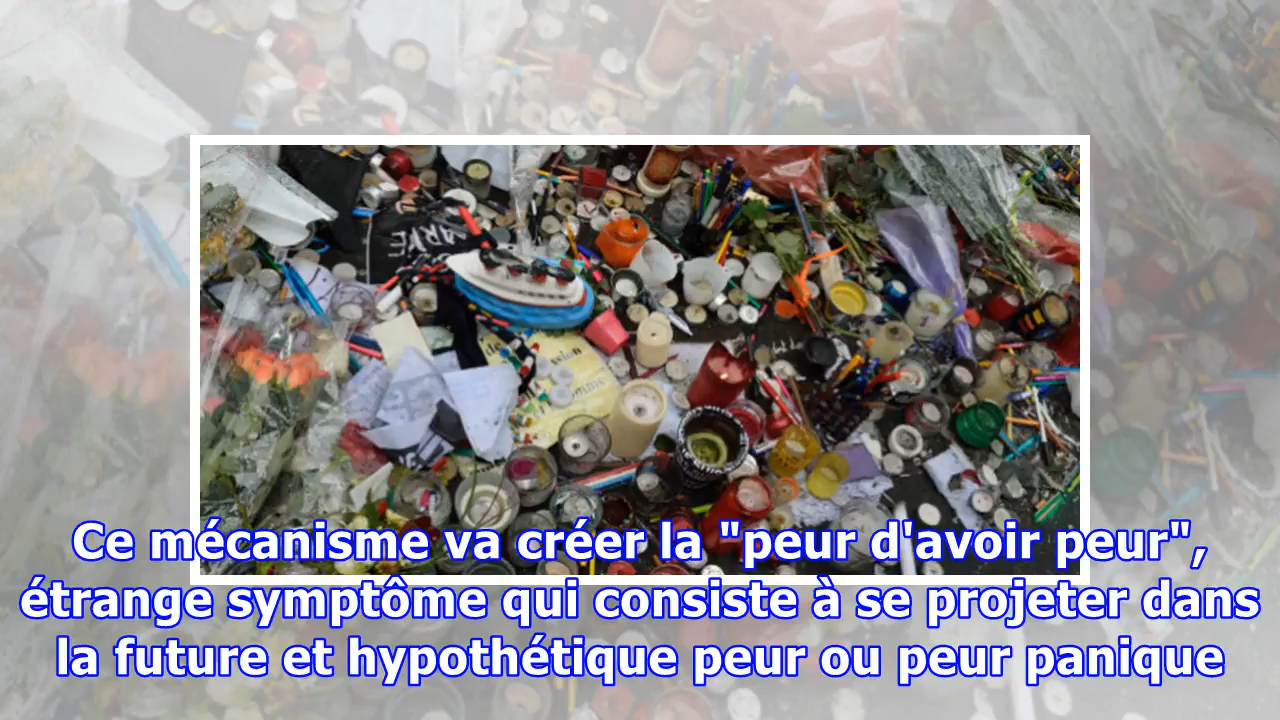 Ce mécanisme va créer la "peur d'avoir peur",
étrange symptôme qui consiste à se projeter dans
la future et hypothétique peur ou peur panique